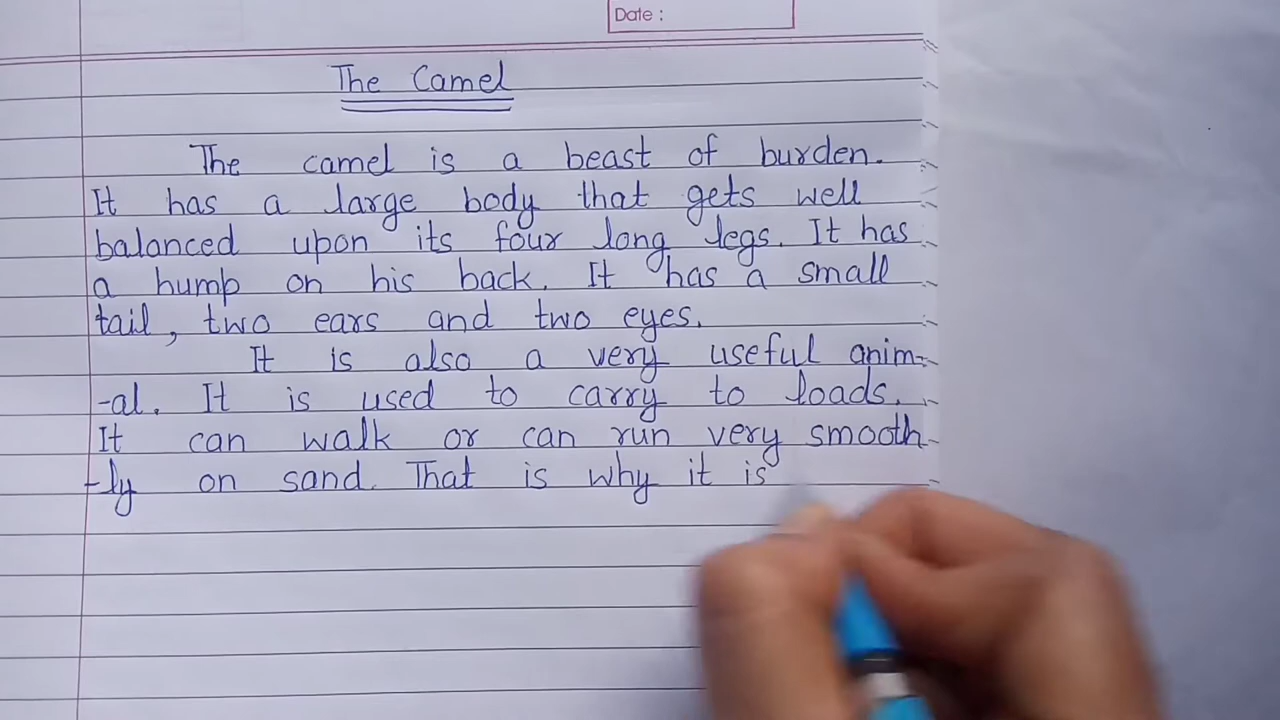 Date :
The Camel
The camel is a beast of burden.
It has a large body that gets well
balanced upon its four long legs. It has
a hump on his back. It has a small
tail, two ears and two eyes.
It is also a very useful anim-
-al. It is used to carry to loads.
It can walk or can run very smooth-
-ly on sand. That is why it is